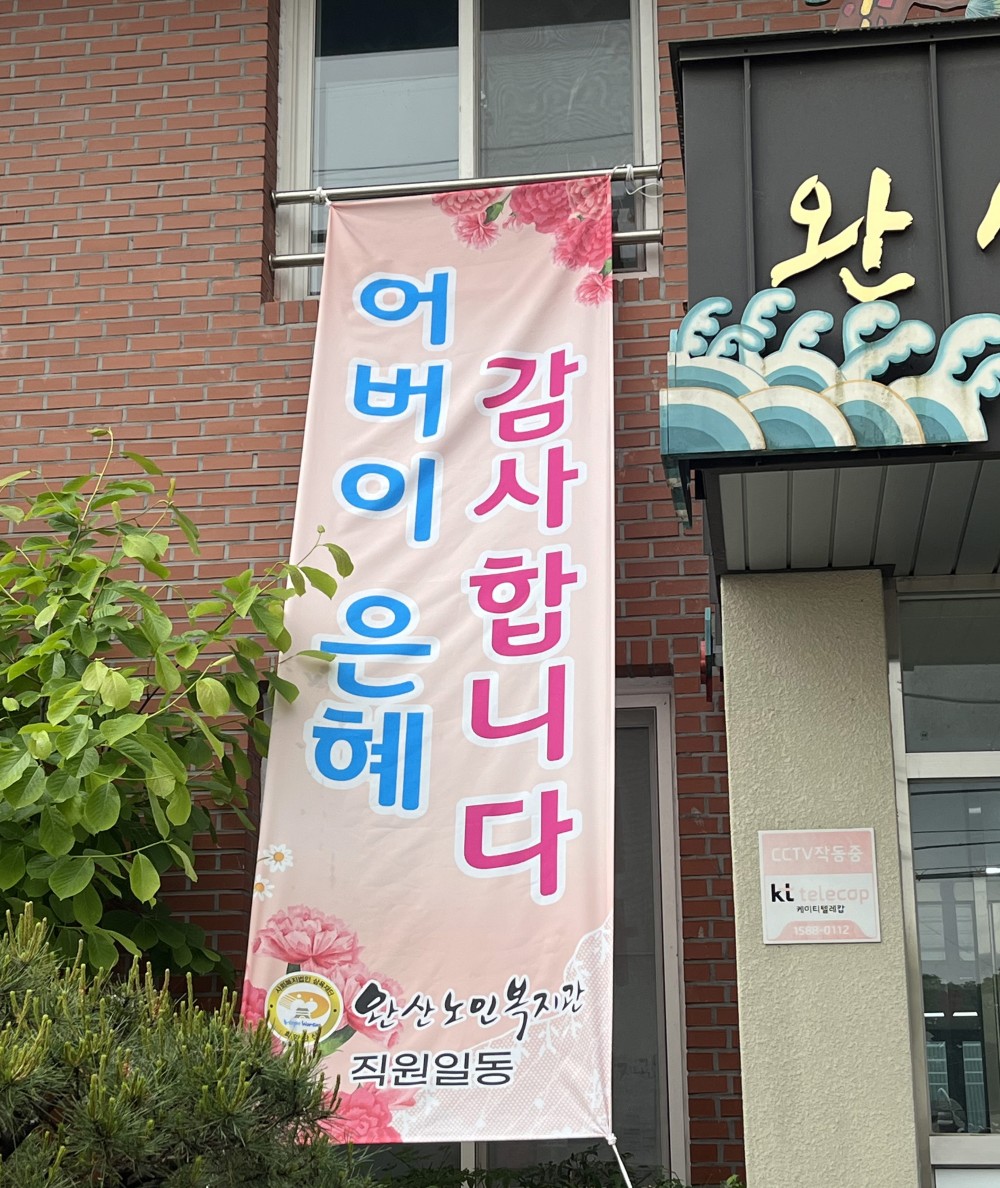 어버이 은혜
감사합니다
완산노인복지관
직원일동
완
CCTV작동중
kt telecop
케이티텔레캅
1588-0112